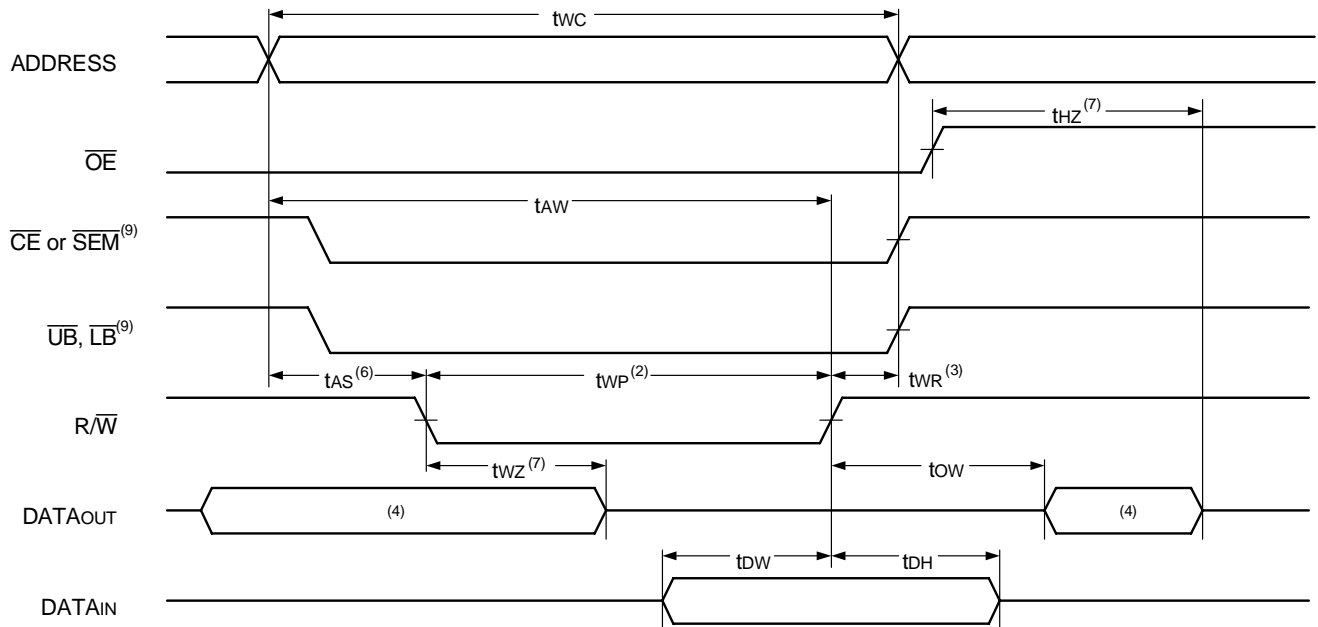 tWC
ADDRESS
tHZ(7)
OE
tAW
CE or SEM(9)
UB, LB(9)
tAS(6)
tWP(2)
tWR(3)
R/W
tWZ(7)
tOW
DATAOUT
(4)
(4)
tDW
tDH
DATAIN